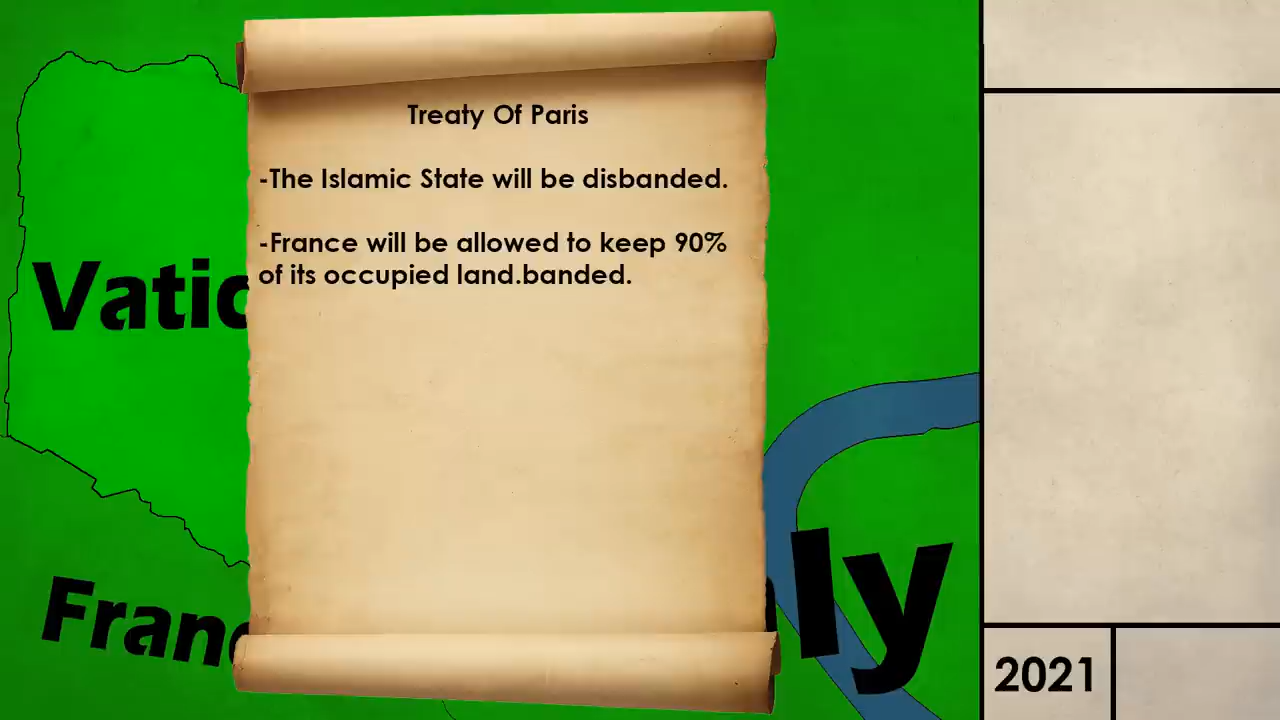 Treaty Of Paris
-The Islamic State will be disbanded.
-France will be allowed to keep 90%
of its occupied land.banded.
Vatic
Franc
ly
2021